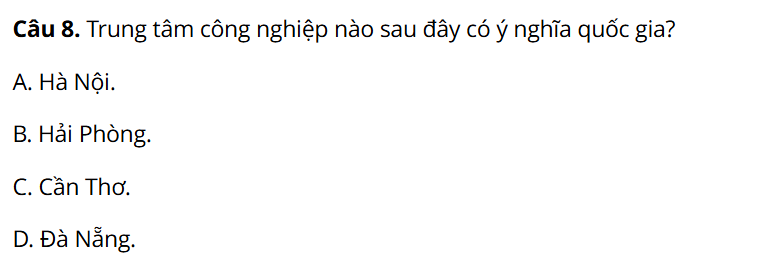 Câu 8. Trung tâm công nghiệp nào sau đây có ý nghĩa quốc gia?
A. Hà Nội.
B. Hải Phòng.
C. Cần Thơ.
D. Đà Nẵng.